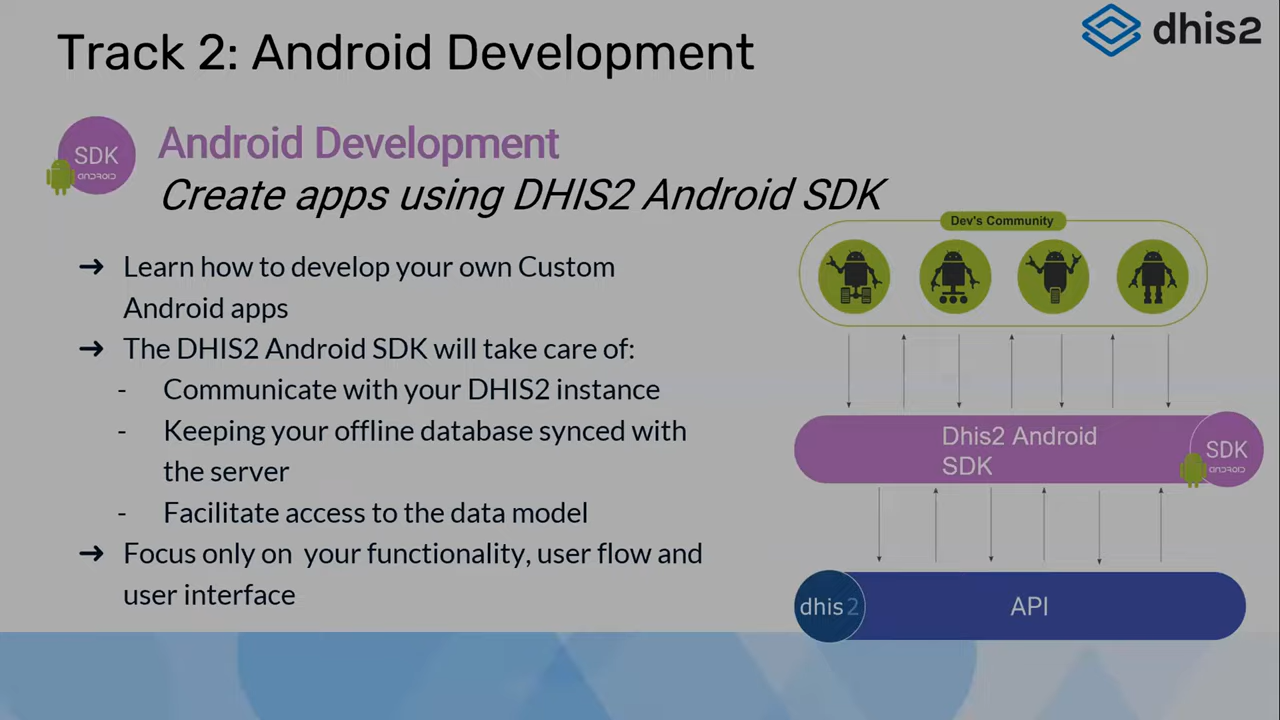 Track 2: Android Development
dhis2
SDK
ANDROID
Android Development
Create apps using DHIS2 Android SDK
➔ Learn how to develop your own Custom
Android apps
➔ The DHIS2 Android SDK will take care of:
- Communicate with your DHIS2 instance
- Keeping your offline database synced with
the server
- Facilitate access to the data model
➔ Focus only on your functionality, user flow and
user interface
Dev's Community
Dhis2 Android
SDK
SDK
ANDROID
dhis2
API